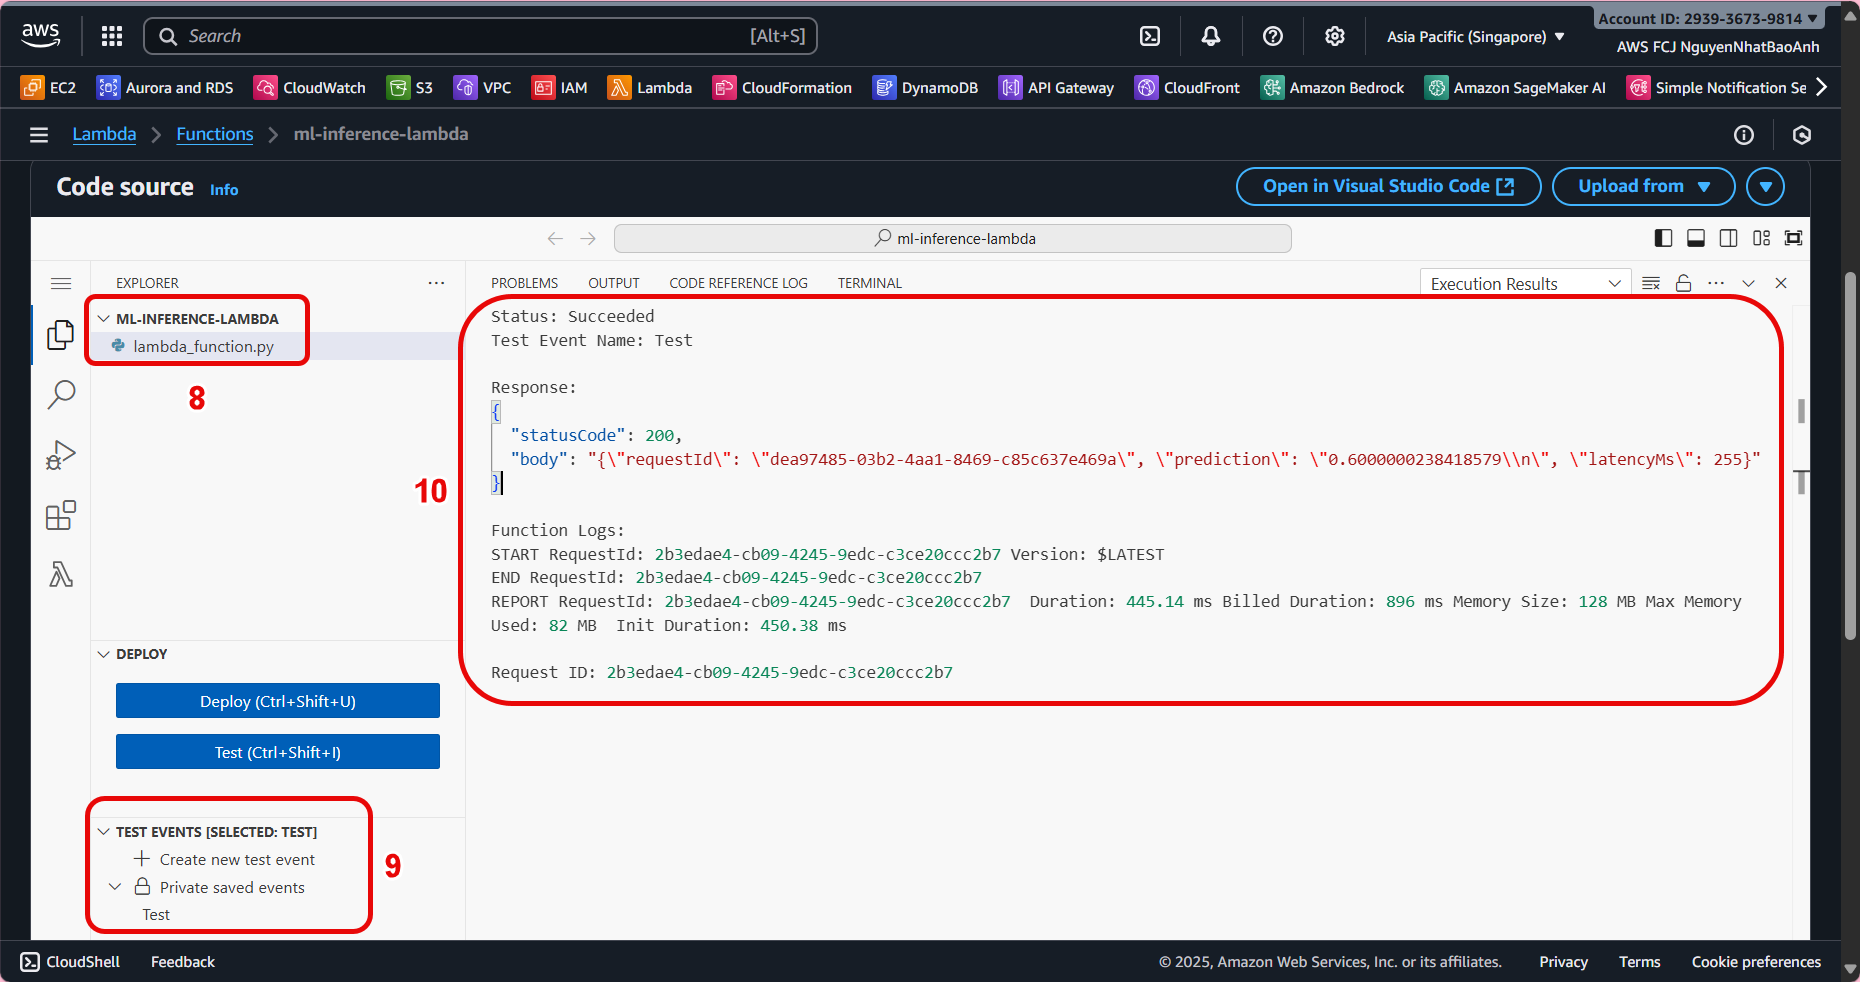 Account ID: 2939-3673-9814
aws
Search [Alt+S]
Asia Pacific (Singapore)
AWS FCJ NguyenNhatBaoAnh
EC2 Aurora and RDS CloudWatch S3 VPC IAM Lambda CloudFormation DynamoDB API Gateway CloudFront Amazon Bedrock Amazon SageMaker AI Simple Notification Se
Lambda Functions ml-inference-lambda
Code source Info Open in Visual Studio Code Upload from
ml-inference-lambda
EXPLORER
PROBLEMS OUTPUT CODE REFERENCE LOG TERMINAL Execution Results
ML-INFERENCE-LAMBDA
lambda_function.py
8
Status: Succeeded
Test Event Name: Test
Response:
{
"statusCode": 200,
"body": "{\"requestId\": \"dea97485-03b2-4aa1-8469-c85c637e469a\", \"prediction\": \"0.6000000238418579\\n\", \"latencyMs\": 255}"
}
10
Function Logs:
START RequestId: 2b3edae4-cb09-4245-9edc-c3ce20ccc2b7 Version: $LATEST
END RequestId: 2b3edae4-cb09-4245-9edc-c3ce20ccc2b7
REPORT RequestId: 2b3edae4-cb09-4245-9edc-c3ce20ccc2b7 Duration: 445.14 ms Billed Duration: 896 ms Memory Size: 128 MB Max Memory
Used: 82 MB Init Duration: 450.38 ms
Request ID: 2b3edae4-cb09-4245-9edc-c3ce20ccc2b7
DEPLOY
Deploy (Ctrl+Shift+U)
Test (Ctrl+Shift+I)
TEST EVENTS [SELECTED: TEST]
Create new test event
Private saved events
Test
9
CloudShell Feedback © 2025, Amazon Web Services, Inc. or its affiliates. Privacy Terms Cookie preferences